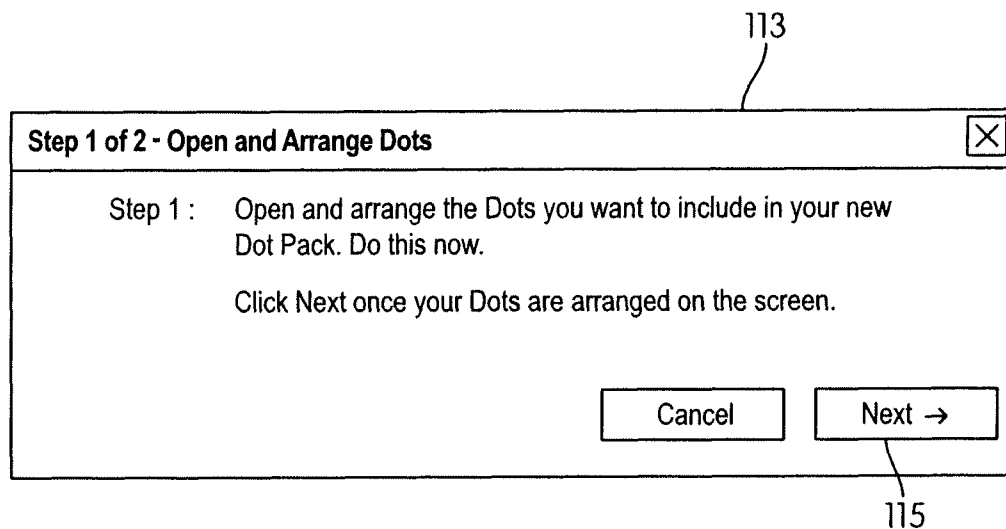 113
Step 1 of 2 - Open and Arrange Dots
Step 1 : Open and arrange the Dots you want to include in your new
Dot Pack. Do this now.
Click Next once your Dots are arranged on the screen.
Cancel Next →
115